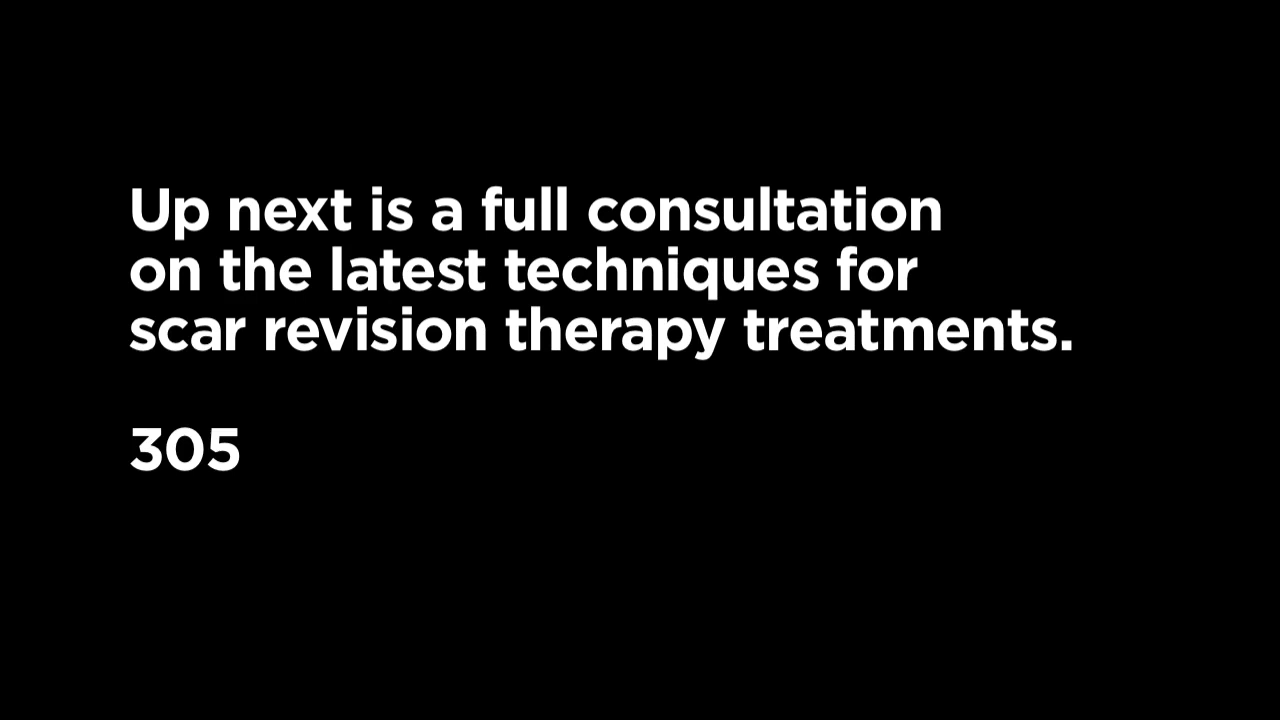 Up next is a full consultation
on the latest techniques for
scar revision therapy treatments.
305